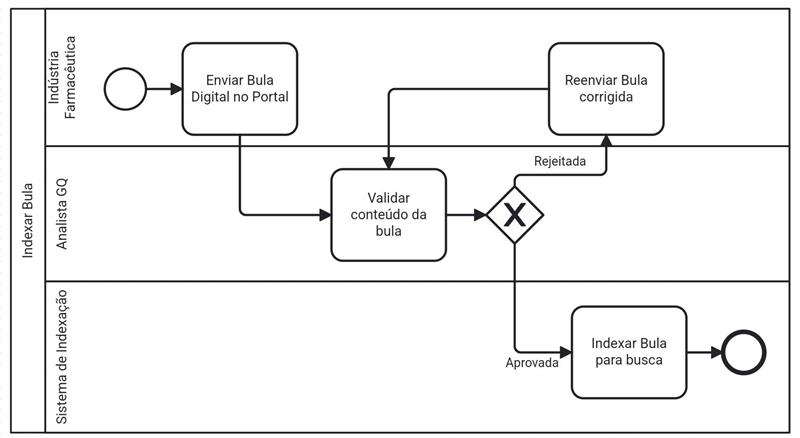 Indexar Bula
Indústria
Farmacêutica
Enviar Bula
Digital no Portal
Reenviar Bula
corrigida
Analista GQ
Validar
conteúdo da
bula
Rejeitada
Sistema de Indexação
Aprovada
Indexar Bula
para busca